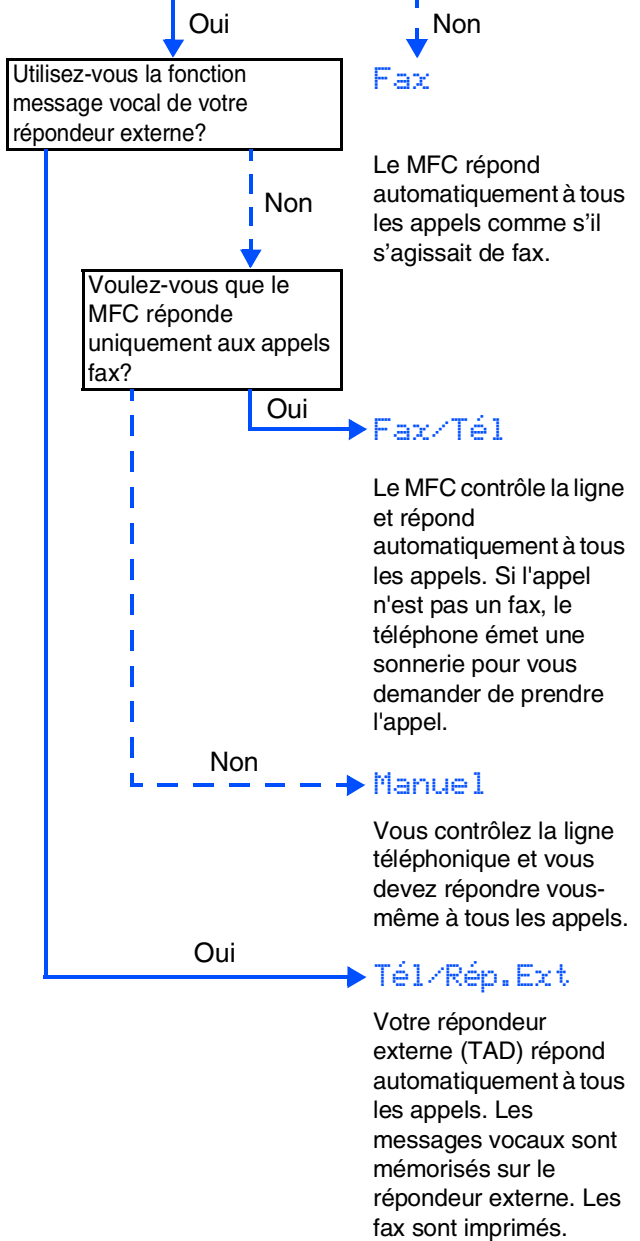 Oui
Non
Utilisez-vous la fonction
message vocal de votre
répondeur externe?
Fax
Le MFC répond
automatiquement à tous
les appels comme s'il
s'agissait de fax.
Non
Voulez-vous que le
MFC réponde
uniquement aux appels
fax?
Oui
Fax/Tél
Le MFC contrôle la ligne
et répond
automatiquement à tous
les appels. Si l'appel
n'est pas un fax, le
téléphone émet une
sonnerie pour vous
demander de prendre
l'appel.
Non
Manuel
Vous contrôlez la ligne
téléphonique et vous
devez répondre vous-
même à tous les appels.
Oui
Tél/Rép.Ext
Votre répondeur
externe (TAD) répond
automatiquement à tous
les appels. Les
messages vocaux sont
mémorisés sur le
répondeur externe. Les
fax sont imprimés.